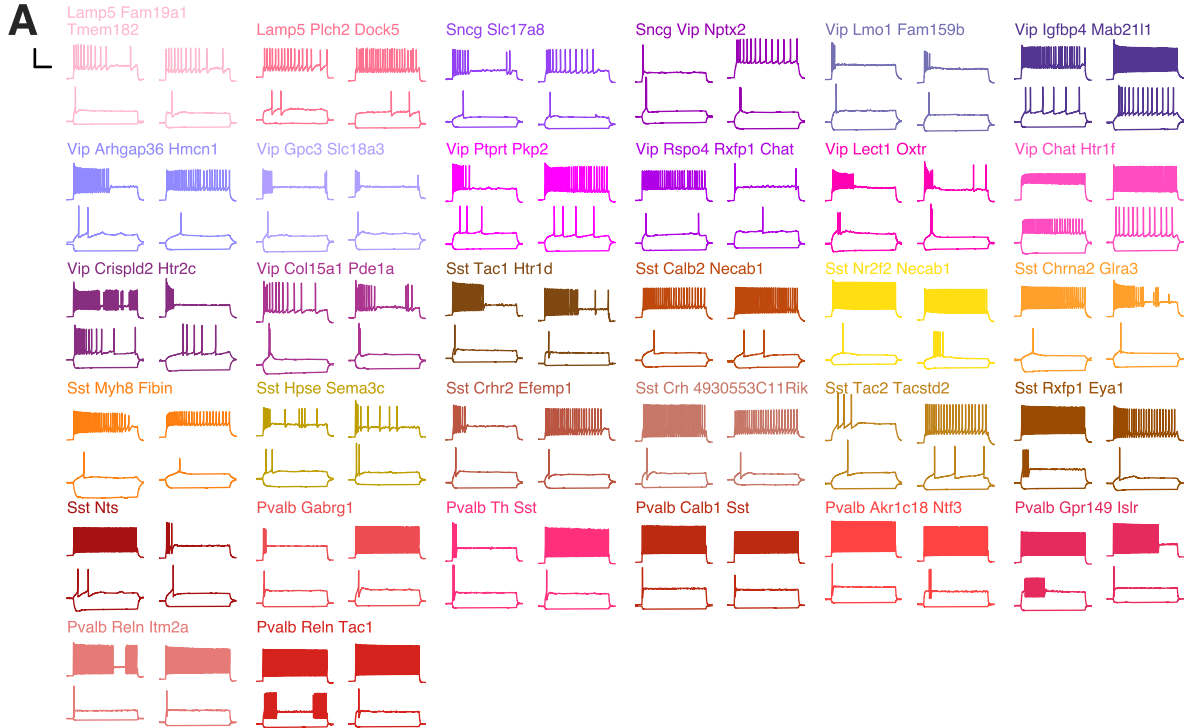 A
Lamp5 Fam19a1
Tmem182
Lamp5 Plch2 Dock5
Sncg Slc17a8
Sncg Vip Nptx2
Vip Lmo1 Fam159b
Vip Igfbp4 Mab21l1
Vip Arhgap36 Hmcn1
Vip Gpc3 Slc18a3
Vip Ptprt Pkp2
Vip Rspo4 Rxfp1 Chat
Vip Lect1 Oxtr
Vip Chat Htr1f
Vip Crispld2 Htr2c
Vip Col15a1 Pde1a
Sst Tac1 Htr1d
Sst Calb2 Necab1
Sst Nr2f2 Necab1
Sst Chrna2 Glra3
Sst Myh8 Fibin
Sst Hpse Sema3c
Sst Crhr2 Efemp1
Sst Crh 4930553C11Rik
Sst Tac2 Tacstd2
Sst Rxfp1 Eya1
Sst Nts
Pvalb Gabrg1
Pvalb Th Sst
Pvalb Calb1 Sst
Pvalb Akr1c18 Ntf3
Pvalb Gpr149 Islr
Pvalb Reln Itm2a
Pvalb Reln Tac1